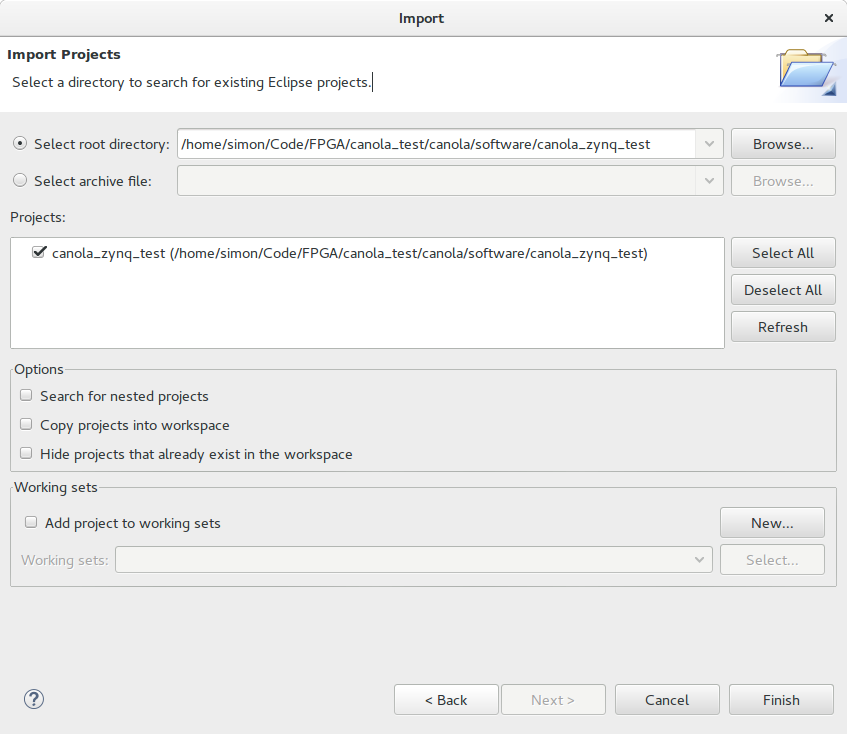 Import
Import Projects
Select a directory to search for existing Eclipse projects.
Select root directory: /home/simon/Code/FPGA/canola_test/canola/software/canola_zynq_test Browse...
Select archive file: Browse...
Projects:
canola_zynq_test (/home/simon/Code/FPGA/canola_test/canola/software/canola_zynq_test) Select All
Deselect All
Refresh
Options
Search for nested projects
Copy projects into workspace
Hide projects that already exist in the workspace
Working sets
Add project to working sets New...
Working sets: Select...
? < Back Next > Cancel Finish